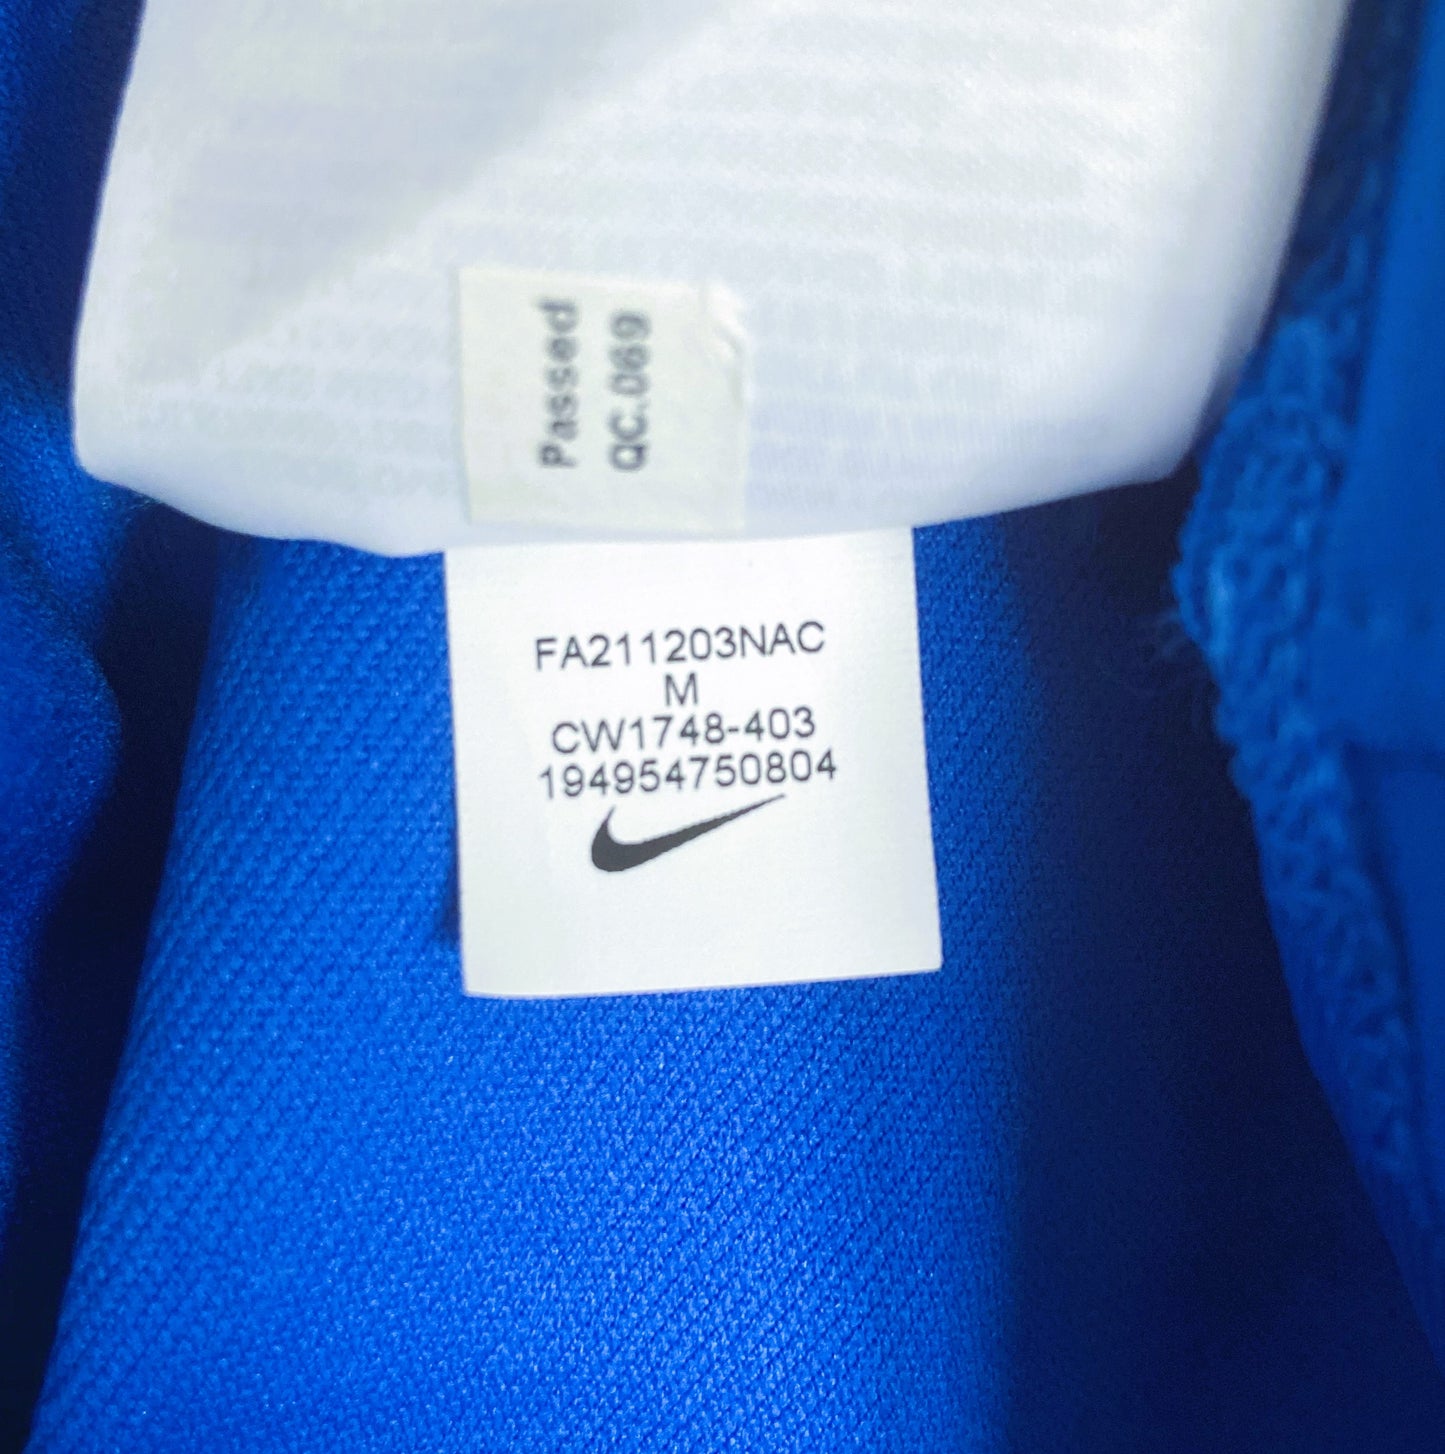 Passed
QC.069
FA211203NAC
M
CW1748-403
194954750804